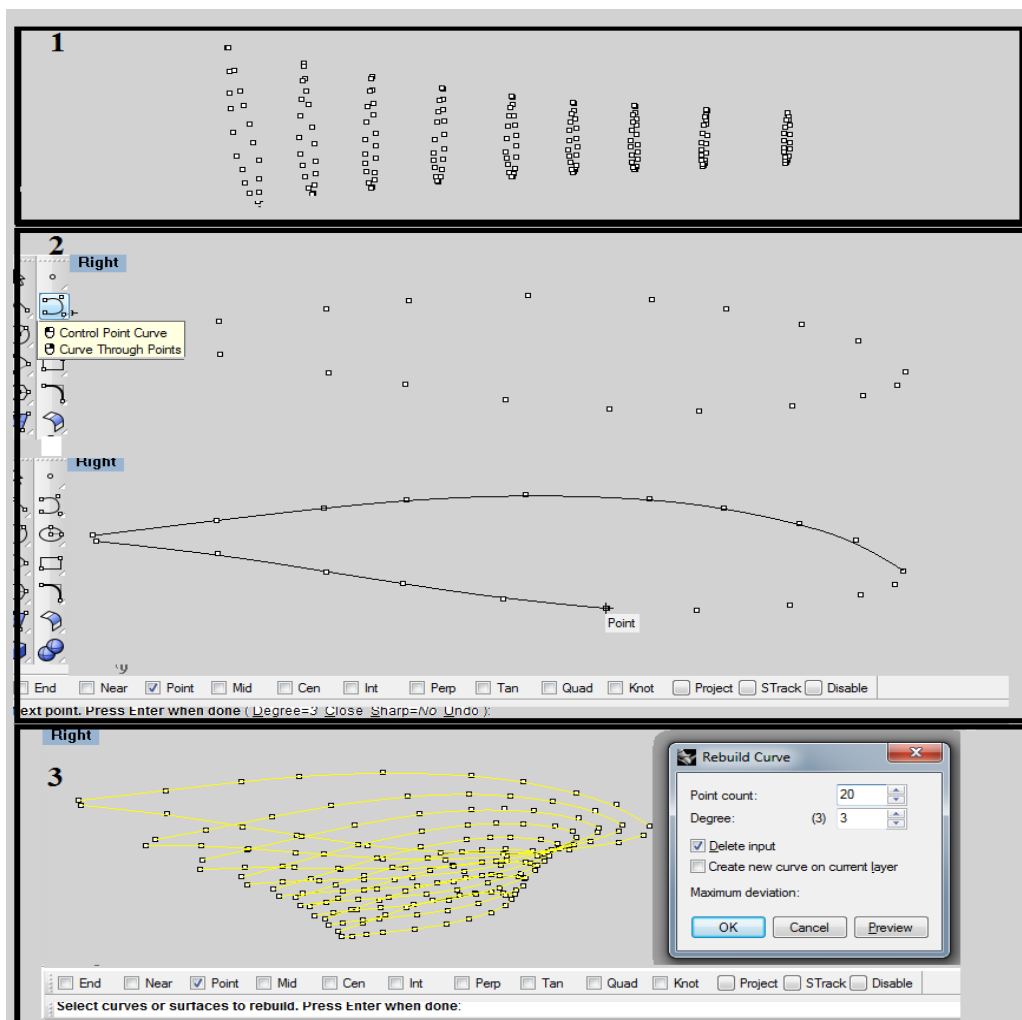 1
2
Right
Control Point Curve
Curve Through Points
Right
Point
End Near Point Mid Cen Int Perp Tan Quad Knot Project STrack Disable
ext point. Press Enter when done ( Degree=3 Close Sharp=No Undo ):
Right
3
Rebuild Curve
Point count: 20
Degree: (3) 3
Delete input
Create new curve on current layer
Maximum deviation:
OK Cancel Preview
End Near Point Mid Cen Int Perp Tan Quad Knot Project STrack Disable
Select curves or surfaces to rebuild. Press Enter when done: